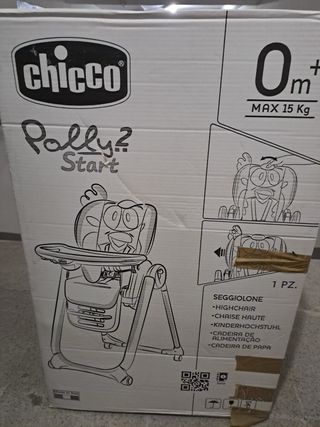 chicco
0m+
MAX 15 Kg
Polly2
Start
1 PZ.
SEGGIOLONE
•HIGHCHAIR
•CHAISE HAUTE
•KINDERHOCHSTUHL
•CADEIRA DE
ALIMENTAÇÃO
•CADEIRA DE PAPA